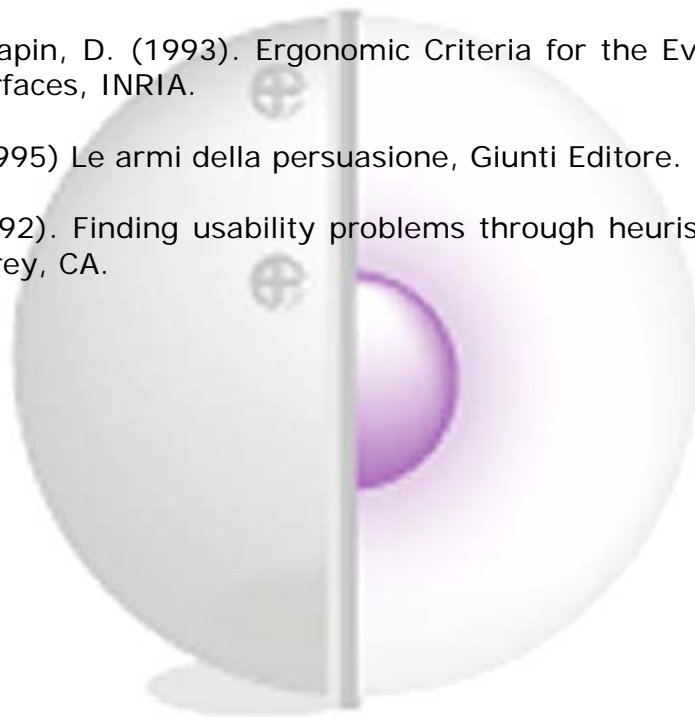 apin, D. (1993). Ergonomic Criteria for the Ev
rfaces, INRIA.
995) Le armi della persuasione, Giunti Editore.
92). Finding usability problems through heuris
rey, CA.